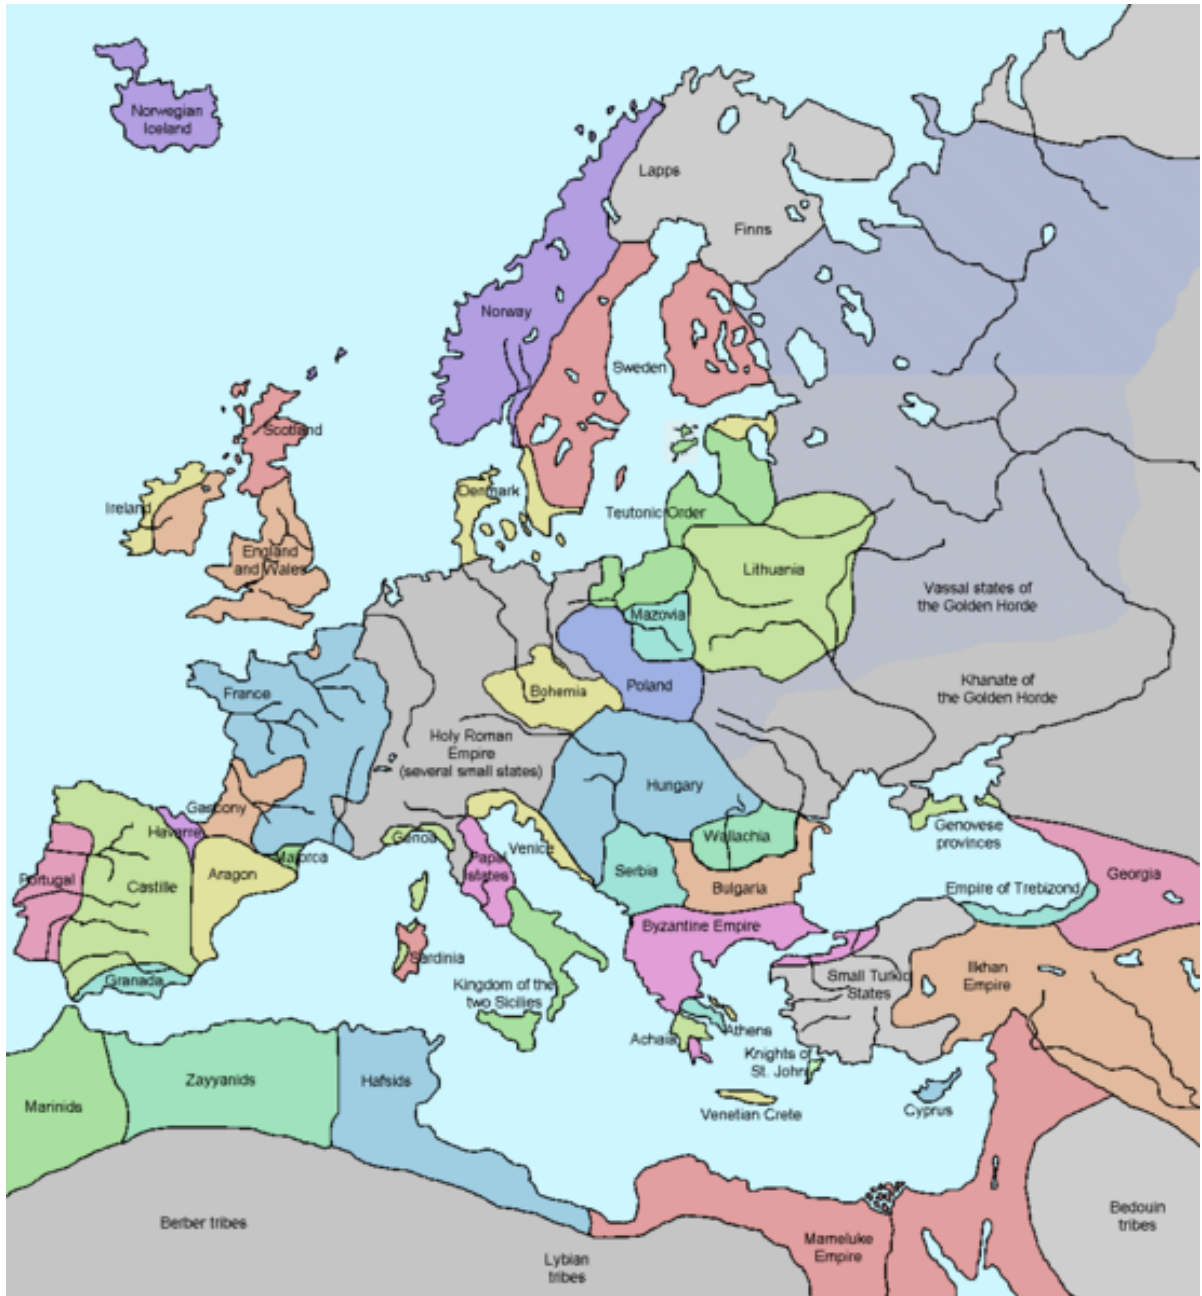 Norwegian
Iceland
Lapps
Finns
Norway
Sweden
Scotland
Ireland
Denmark
Teutonic Order
England
and Wales
Lithuania
Vassal states of
the Golden Horde
Mazovia
France
Bohemia
Poland
Khanate of
the Golden Horde
Holy Roman
Empire
(several small states)
Hungary
Gascony
Havarre
Genoa
Wallachia
Genovese
provinces
Majorca
Papal
states
Venice
Portugal
Castille
Aragon
Serbia
Bulgaria
Empire of Trebizond
Georgia
Byzantine Empire
Sardinia
Granada
Kingdom of the
two Sicilies
Small Turkic
States
Ilkhan
Empire
Achaia
Athens
Knights of
St. John
Marinids
Zayyanids
Hafsids
Venetian Crete
Cyprus
Berber tribes
Lybian
tribes
Mameluke
Empire
Bedouin
tribes